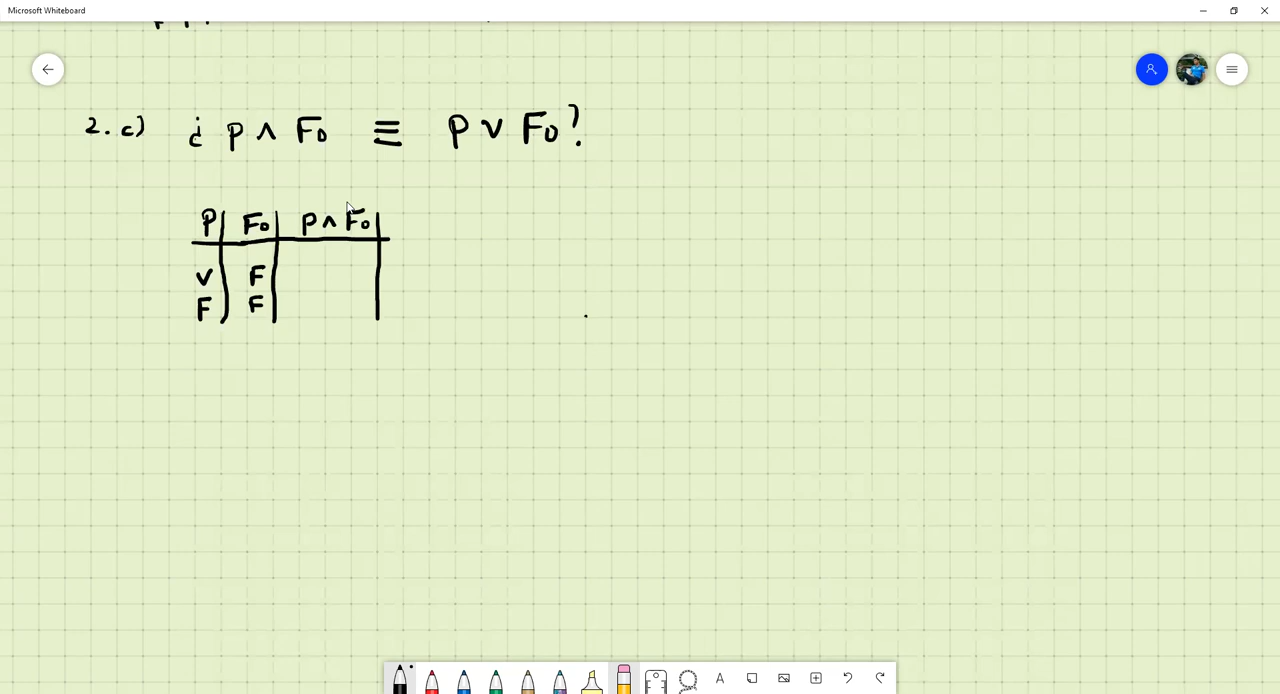 Microsoft Whiteboard
2. c) ¿ p ∧ F₀ ≡ p ∨ F₀?
P | F₀ | P ∧ F₀ |
V | F |
F | F |
A